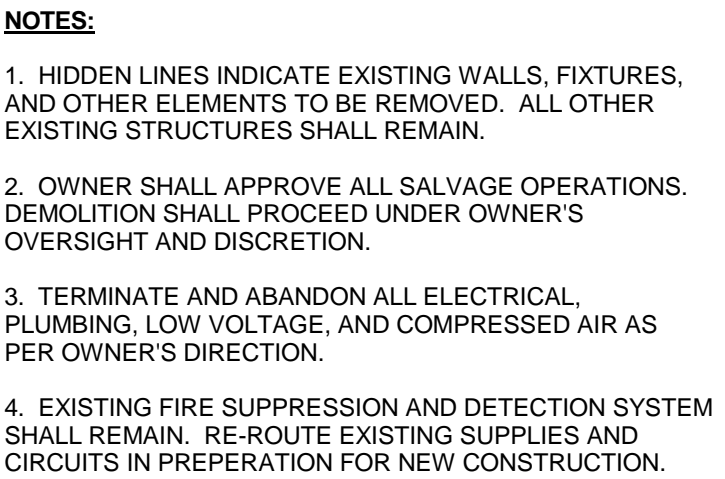 NOTES:
1.  HIDDEN LINES INDICATE EXISTING WALLS, FIXTURES,
AND OTHER ELEMENTS TO BE REMOVED.  ALL OTHER
EXISTING STRUCTURES SHALL REMAIN.
2.  OWNER SHALL APPROVE ALL SALVAGE OPERATIONS.
DEMOLITION SHALL PROCEED UNDER OWNER'S
OVERSIGHT AND DISCRETION.
3.  TERMINATE AND ABANDON ALL ELECTRICAL,
PLUMBING, LOW VOLTAGE, AND COMPRESSED AIR AS
PER OWNER'S DIRECTION.
4.  EXISTING FIRE SUPPRESSION AND DETECTION SYSTEM
SHALL REMAIN.  RE-ROUTE EXISTING SUPPLIES AND
CIRCUITS IN PREPERATION FOR NEW CONSTRUCTION.